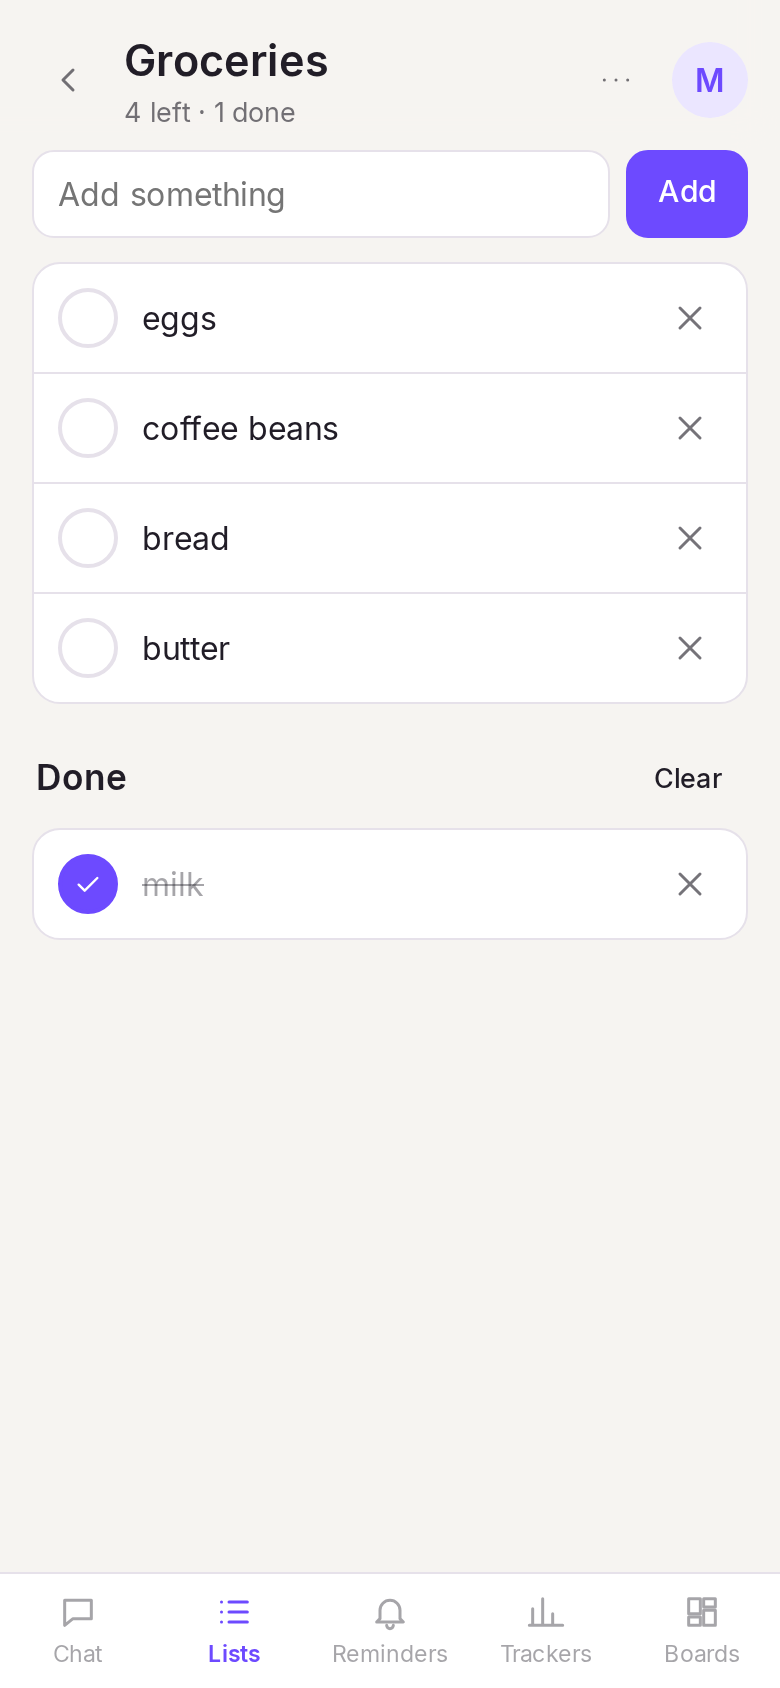 Groceries
4 left · 1 done
M
Add something
Add
eggs
coffee beans
bread
butter
Done
Clear
milk
Chat
Lists
Reminders
Trackers
Boards